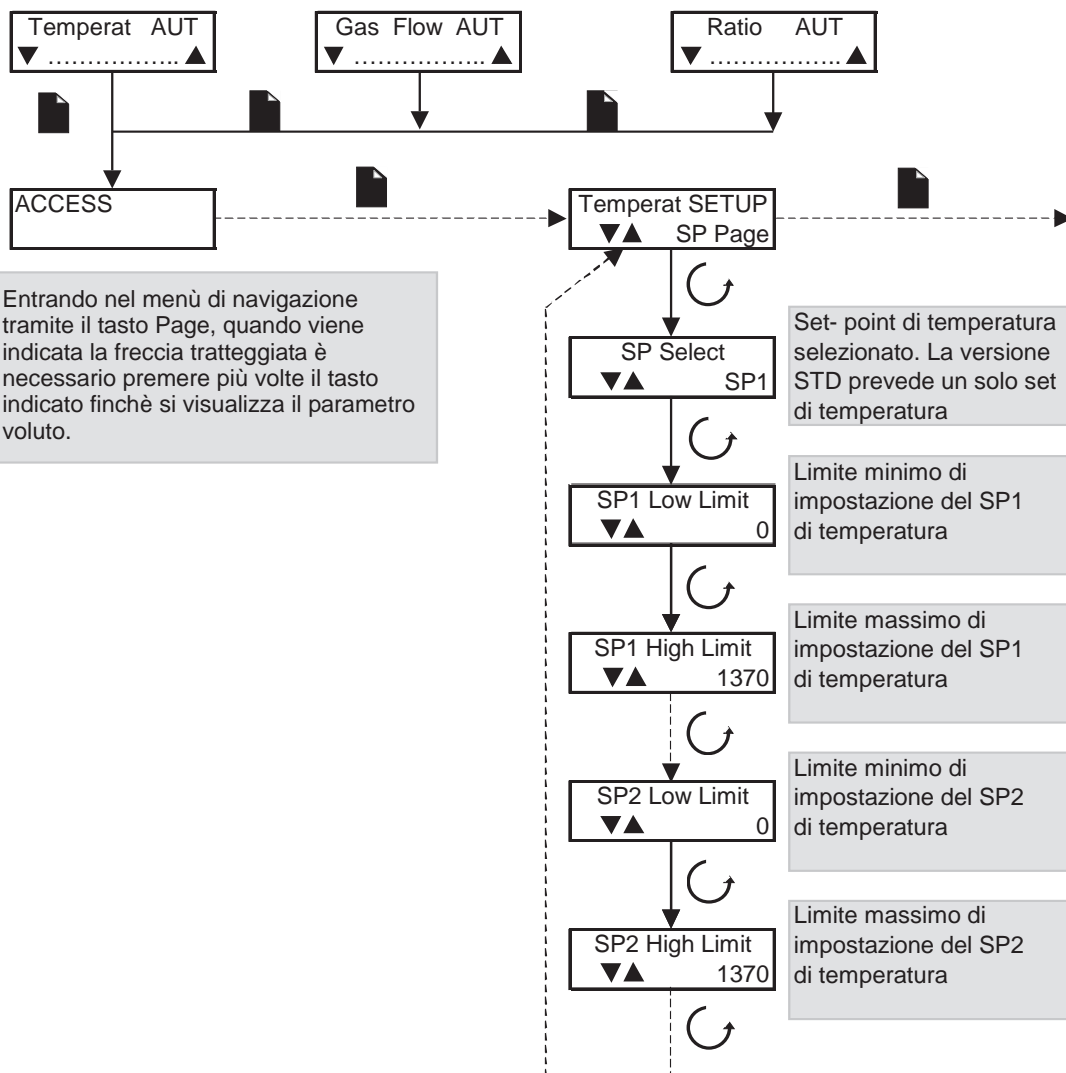 Temperat AUT
▼ ................ ▲
Gas Flow AUT
▼ ................ ▲
Ratio AUT
▼ ................ ▲
ACCESS
Temperat SETUP
▼▲ SP Page
Entrando nel menù di navigazione
tramite il tasto Page, quando viene
indicata la freccia tratteggiata è
necessario premere più volte il tasto
indicato finchè si visualizza il parametro
voluto.
SP Select
▼▲ SP1
Set- point di temperatura
selezionato. La versione
STD prevede un solo set
di temperatura
SP1 Low Limit
▼▲ 0
Limite minimo di
impostazione del SP1
di temperatura
SP1 High Limit
▼▲ 1370
Limite massimo di
impostazione del SP1
di temperatura
SP2 Low Limit
▼▲ 0
Limite minimo di
impostazione del SP2
di temperatura
SP2 High Limit
▼▲ 1370
Limite massimo di
impostazione del SP2
di temperatura